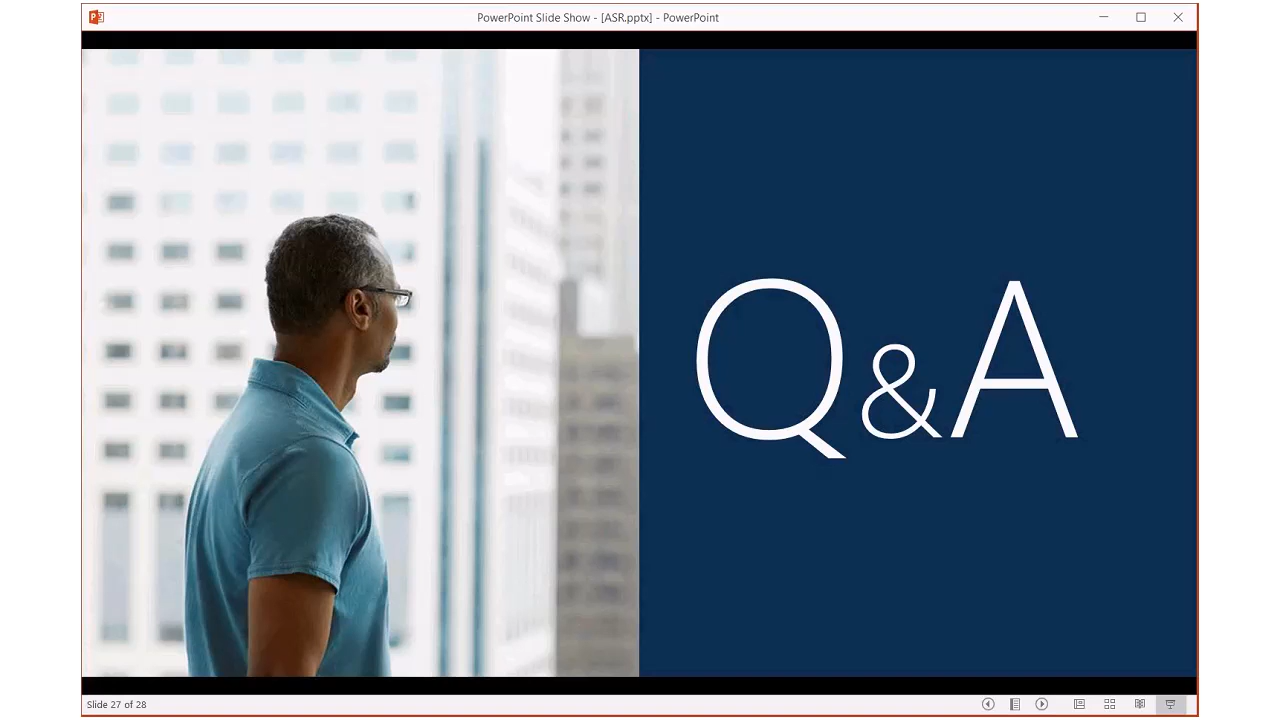 PowerPoint Slide Show - [ASR.pptx] - PowerPoint
Q&A
Slide 27 of 28